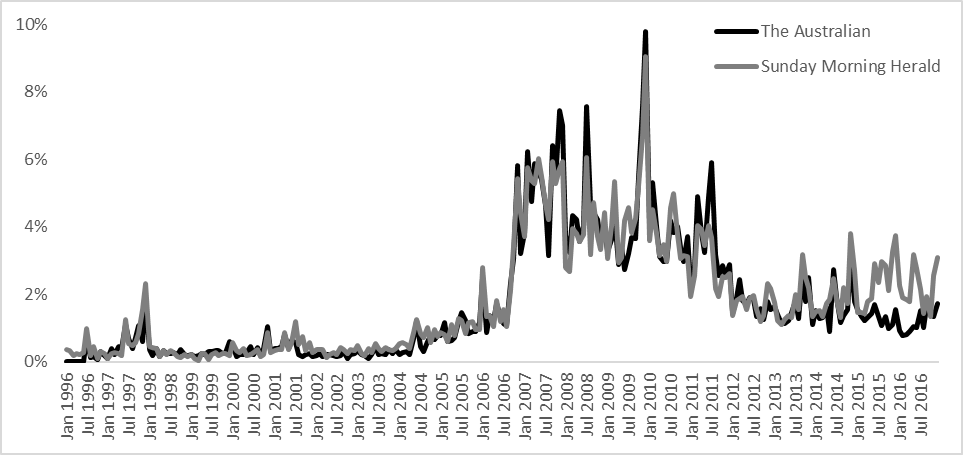 10%
The Australian
Sunday Morning Herald
8%
6%
4%
2%
0%
Jan 1996
Jul 1996
Jan 1997
Jul 1997
Jan 1998
Jul 1998
Jan 1999
Jul 1999
Jan 2000
Jul 2000
Jan 2001
Jul 2001
Jan 2002
Jul 2002
Jan 2003
Jul 2003
Jan 2004
Jul 2004
Jan 2005
Jul 2005
Jan 2006
Jul 2006
Jan 2007
Jul 2007
Jan 2008
Jul 2008
Jan 2009
Jul 2009
Jan 2010
Jul 2010
Jan 2011
Jul 2011
Jan 2012
Jul 2012
Jan 2013
Jul 2013
Jan 2014
Jul 2014
Jan 2015
Jul 2015
Jan 2016
Jul 2016